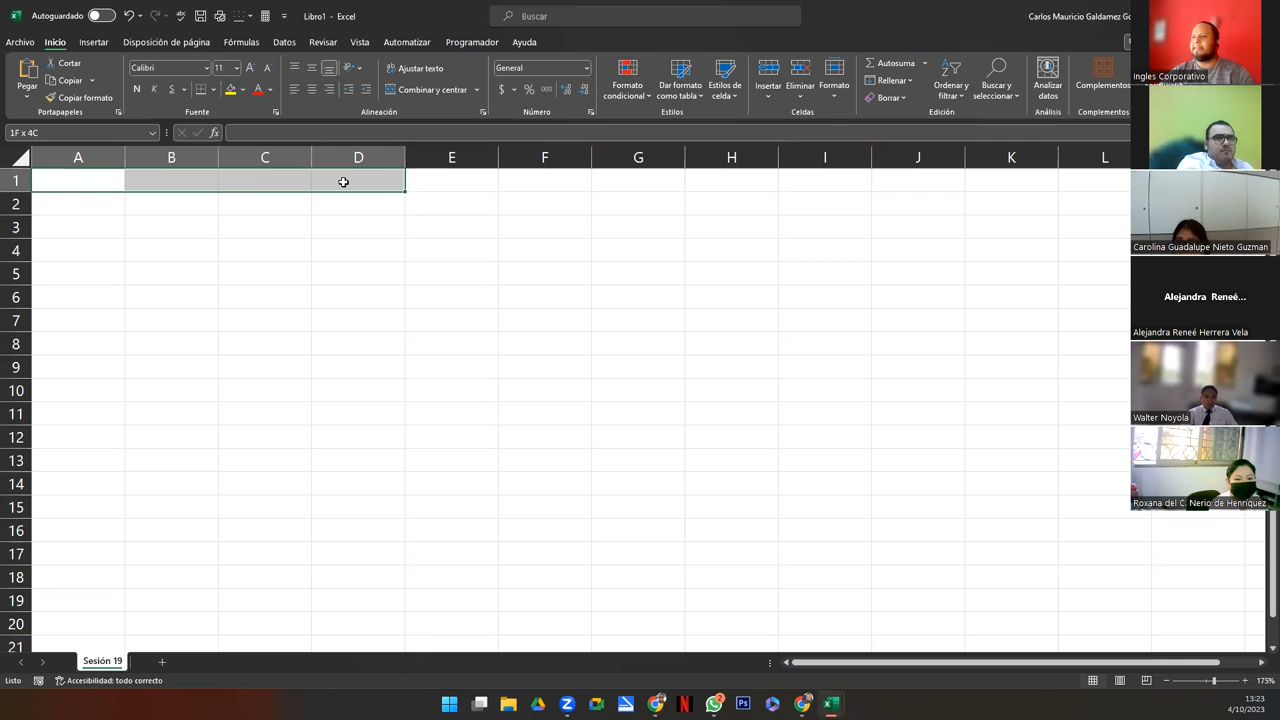 Autoguardado
Libro1 - Excel
Buscar
Carlos Mauricio Galdamez Go
Archivo
Inicio
Insertar
Disposición de página
Fórmulas
Datos
Revisar
Vista
Automatizar
Programador
Ayuda
Pegar
Cortar
Copiar
Copiar formato
Portapapeles
Calibri
11
N
K
S
Fuente
Ajustar texto
Combinar y centrar
Alineación
General
$
%
000
Número
Formato condicional
Dar formato como tabla
Estilos de celda
Estilos
Insertar
Eliminar
Formato
Celdas
Autosuma
Rellenar
Borrar
Ordenar y filtrar
Buscar y seleccionar
Edición
Analizar datos
Análisis
Complementos
Complementos
1F x 4C
fx
A B C D E F G H I J K L
1
2
3
4
5
6
7
8
9
10
11
12
13
14
15
16
17
18
19
20
21
Ingles Corporativo
Carolina Guadalupe Nieto Guzman
Alejandra Reneé...
Alejandra Reneé Herrera Vela
Walter Noyola
Roxana del C. Nerio de Henríquez
Sesión 19
Listo
Accesibilidad: todo correcto
175%
13:23
4/10/2023